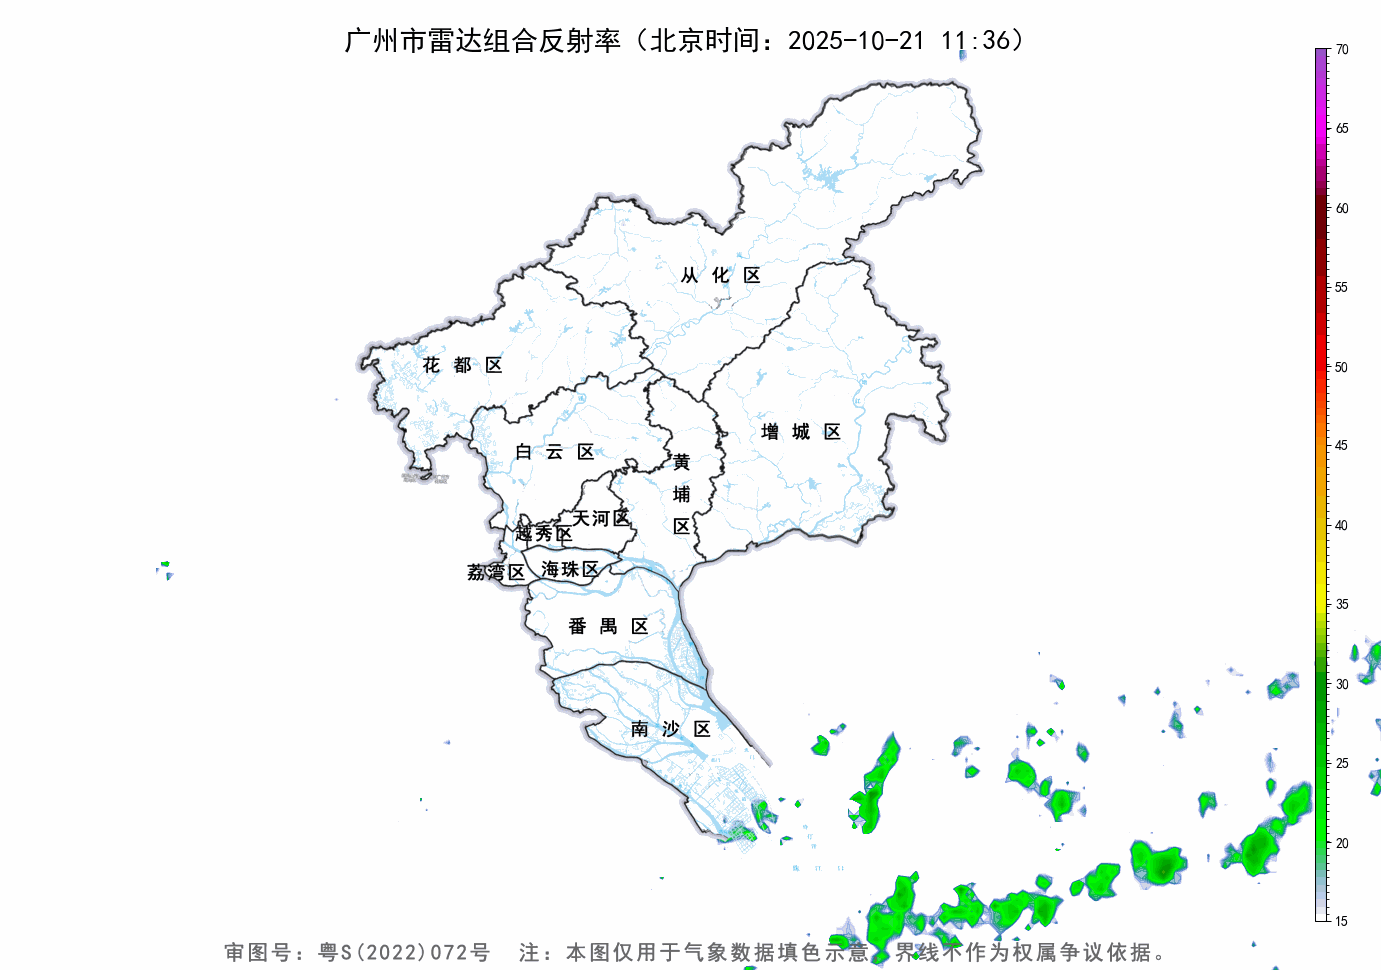 广州市雷达组合反射率（北京时间：2025-10-21 11:36）
70
65
60
55
50
45
40
35
30
25
20
15
从化区
花都区
增城区
白云区
黄埔区
天河区
越秀区
荔湾区
海珠区
番禺区
南沙区
审图号：粤S(2022)072号 注：本图仅用于气象数据填色示意 界线不作为权属争议依据。